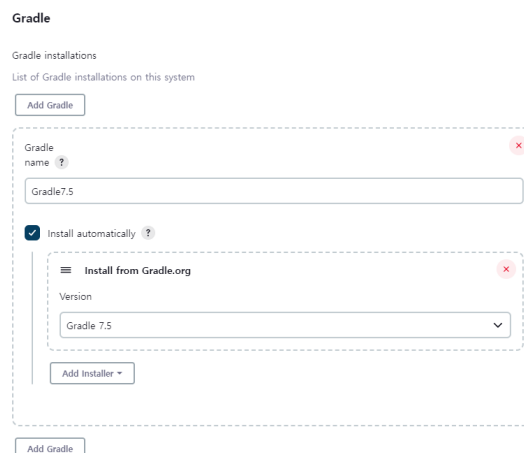 Gradle
Gradle installations
List of Gradle installations on this system
Add Gradle
Gradle
name ?
Gradle7.5
Install automatically ?
Install from Gradle.org
Version
Gradle 7.5
Add Installer
Add Gradle